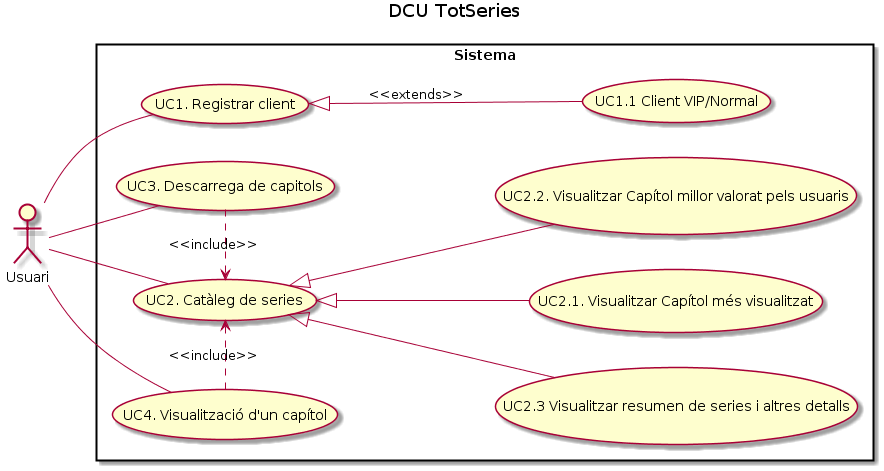 DCU TotSeries
Sistema
UC1. Registrar client
<<extends>>
UC1.1 Client VIP/Normal
UC3. Descarrega de capitols
UC2.2. Visualitzar Capítol millor valorat pels usuaris
<<include>>
Usuari
UC2. Catàleg de series
UC2.1. Visualitzar Capítol més visualitzat
<<include>>
UC4. Visualització d'un capítol
UC2.3 Visualitzar resumen de series i altres detalls